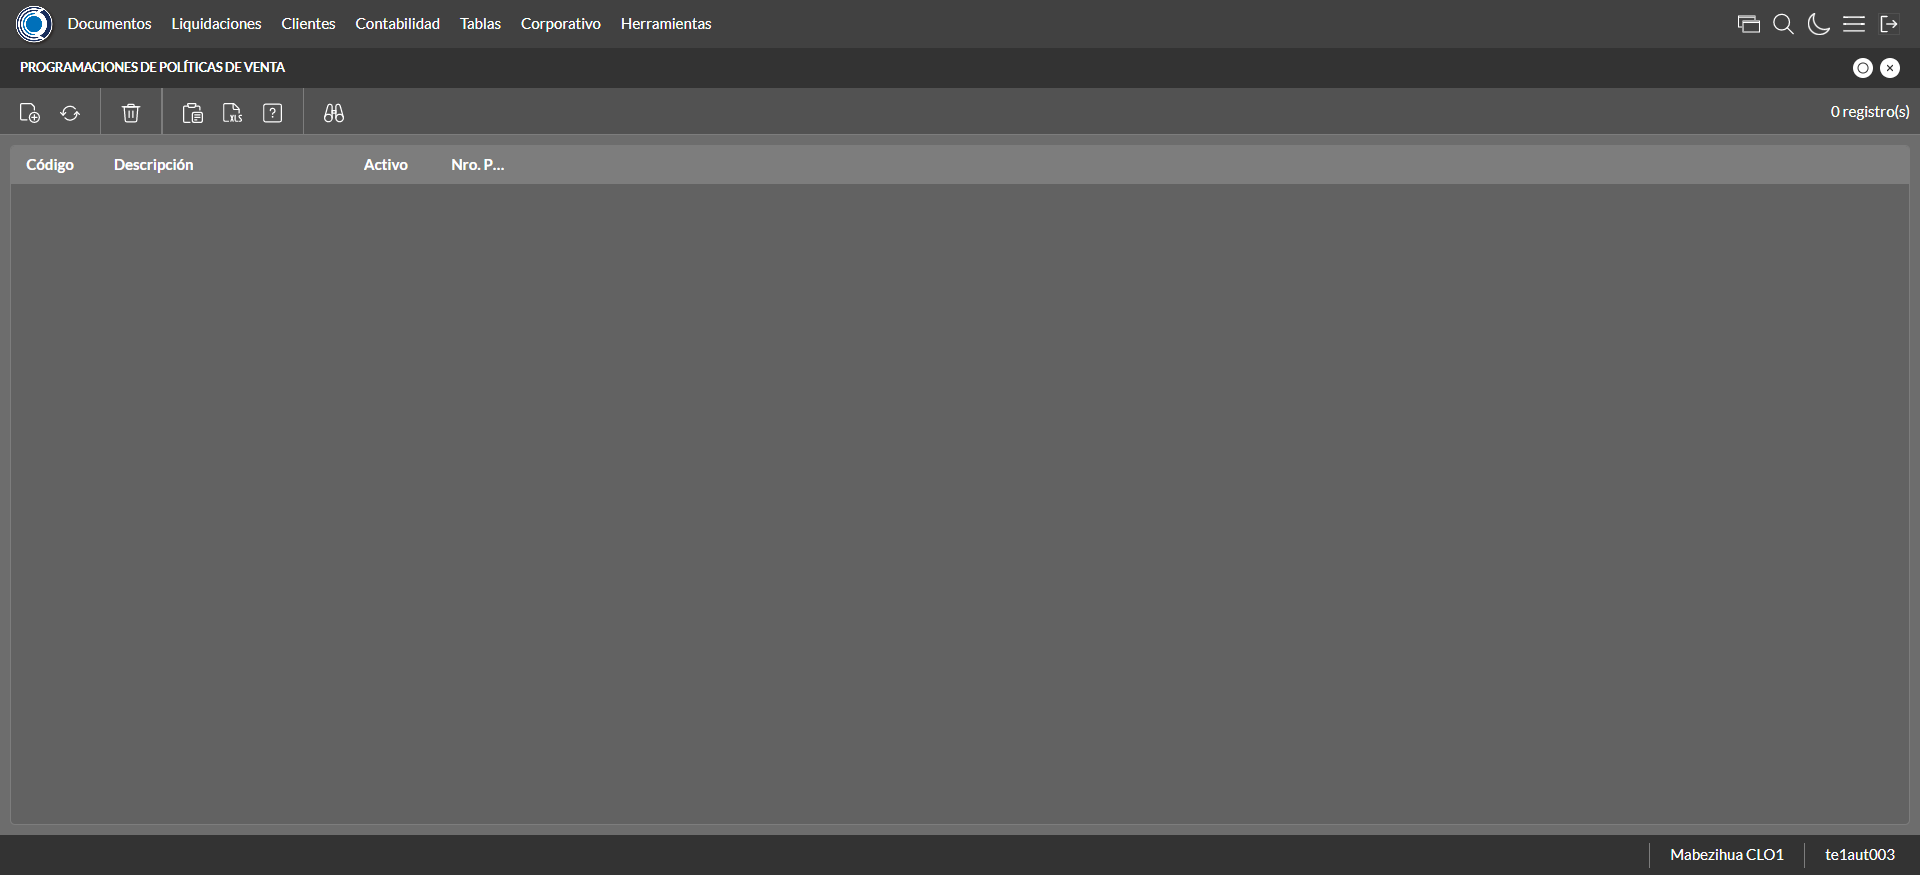 Documentos Liquidaciones Clientes Contabilidad Tablas Corporativo Herramientas
PROGRAMACIONES DE POLÍTICAS DE VENTA
XLS ? 0 registro(s)
Código Descripción Activo Nro. P...
Mabezihua CLO1 te1aut003